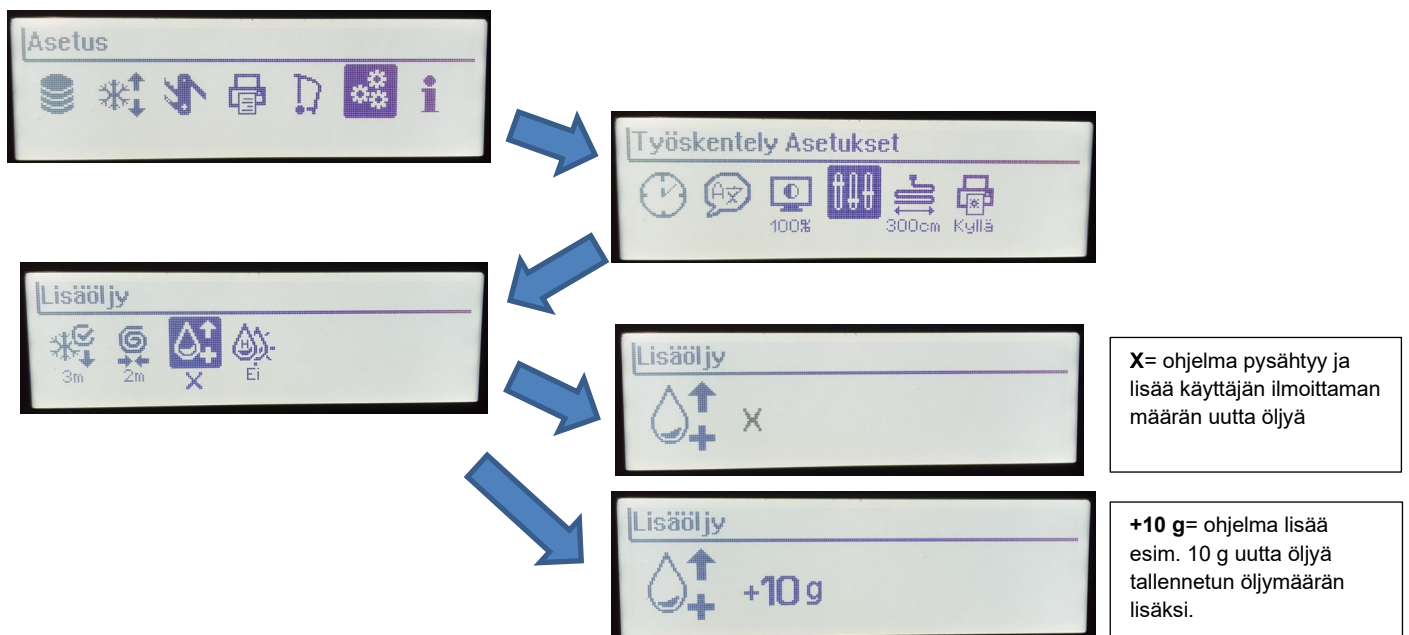 Asetus
Työskentely Asetukset
100% 300cm Kyllä
Lisäöljy
3m 2m X Ei
Lisäöljy
X
X= ohjelma pysähtyy ja
lisää käyttäjän ilmoittaman
määrän uutta öljyä
Lisäöljy
+10 g
+10 g= ohjelma lisää
esim. 10 g uutta öljyä
tallennetun öljymäärän
lisäksi.